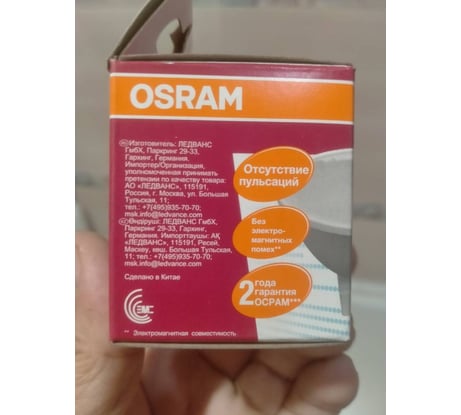 OSRAM
Изготовитель: ЛЕДВАНС
ГмбХ, Паркринг 29-33,
Гархинг, Германия.
Импортер/Организация,
уполномоченная принимать
претензии по качеству товара:
АО «ЛЕДВАНС», 115191,
Россия, г. Москва, ул. Большая
Тульская, 11;
тел.: +7(495)935-70-70;
msk.info@ledvance.com
Өндіруш: ЛЕДВАНС ГмбХ,
Паркринг 29-33, Гархинг,
Германия. Импорттаушы: АҚ
«ЛЕДВАНС», 115191, Ресей,
Маскеу, көш. Большая Тульская,
11; тел.: +7(495)935-70-70;
msk.info@ledvance.com
Сделано в Китае
EMC
** Электромагнитная совместимость
Отсутствие
пульсаций
Без
электро-
магнитных
помех**
2 года
гарантия
ОСРАМ***